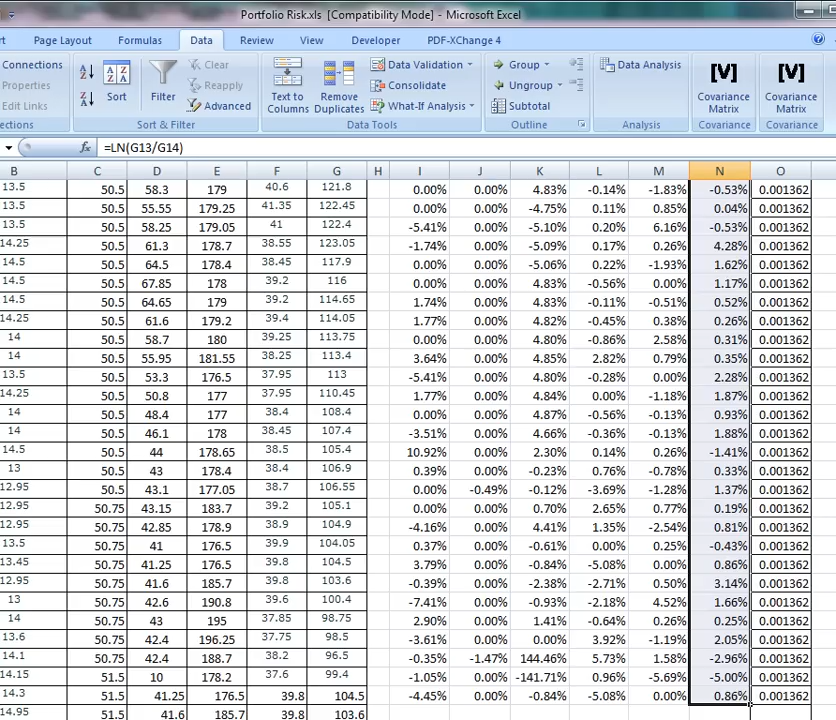 Portfolio Risk.xls [Compatibility Mode] - Microsoft Excel
Page Layout Formulas Data Review View Developer PDF-XChange 4
Connections Clear Data Validation Group Data Analysis [V] [V]
Properties Reapply Consolidate Ungroup
Edit Links Sort Filter Advanced Text to Columns Remove Duplicates What-If Analysis Subtotal Covariance Matrix Covariance Matrix
Sort & Filter Data Tools Outline Analysis Covariance Covariance
fx =LN(G13/G14)
B C D E F G H I J K L M N O
13.5 50.5 58.3 179 40.6 121.8 0.00% 0.00% 4.83% -0.14% -1.83% -0.53% 0.001362
13.5 50.5 55.55 179.25 41.35 122.45 0.00% 0.00% -4.75% 0.11% 0.85% 0.04% 0.001362
13.5 50.5 58.25 179.05 41 122.4 -5.41% 0.00% -5.10% 0.20% 6.16% -0.53% 0.001362
14.25 50.5 61.3 178.7 38.55 123.05 -1.74% 0.00% -5.09% 0.17% 0.26% 4.28% 0.001362
14.5 50.5 64.5 178.4 38.45 117.9 0.00% 0.00% -5.06% 0.22% -1.93% 1.62% 0.001362
14.5 50.5 67.85 178 39.2 116 0.00% 0.00% 4.83% -0.56% 0.00% 1.17% 0.001362
14.5 50.5 64.65 179 39.2 114.65 1.74% 0.00% 4.83% -0.11% -0.51% 0.52% 0.001362
14.25 50.5 61.6 179.2 39.4 114.05 1.77% 0.00% 4.82% -0.45% 0.38% 0.26% 0.001362
14 50.5 58.7 180 39.25 113.75 0.00% 0.00% 4.80% -0.86% 2.58% 0.31% 0.001362
14 50.5 55.95 181.55 38.25 113.4 3.64% 0.00% 4.85% 2.82% 0.79% 0.35% 0.001362
13.5 50.5 53.3 176.5 37.95 113 -5.41% 0.00% 4.80% -0.28% 0.00% 2.28% 0.001362
14.25 50.5 50.8 177 37.95 110.45 1.77% 0.00% 4.84% 0.00% -1.18% 1.87% 0.001362
14 50.5 48.4 177 38.4 108.4 0.00% 0.00% 4.87% -0.56% -0.13% 0.93% 0.001362
14 50.5 46.1 178 38.45 107.4 -3.51% 0.00% 4.66% -0.36% -0.13% 1.88% 0.001362
14.5 50.5 44 178.65 38.5 105.4 10.92% 0.00% 2.30% 0.14% 0.26% -1.41% 0.001362
13 50.5 43 178.4 38.4 106.9 0.39% 0.00% -0.23% 0.76% -0.78% 0.33% 0.001362
12.95 50.5 43.1 177.05 38.7 106.55 0.00% -0.49% -0.12% -3.69% -1.28% 1.37% 0.001362
12.95 50.75 43.15 183.7 39.2 105.1 0.00% 0.00% 0.70% 2.65% 0.77% 0.19% 0.001362
12.95 50.75 42.85 178.9 38.9 104.9 -4.16% 0.00% 4.41% 1.35% -2.54% 0.81% 0.001362
13.5 50.75 41 176.5 39.9 104.05 0.37% 0.00% -0.61% 0.00% 0.25% -0.43% 0.001362
13.45 50.75 41.25 176.5 39.8 104.5 3.79% 0.00% -0.84% -5.08% 0.00% 0.86% 0.001362
12.95 50.75 41.6 185.7 39.8 103.6 -0.39% 0.00% -2.38% -2.71% 0.50% 3.14% 0.001362
13 50.75 42.6 190.8 39.6 100.4 -7.41% 0.00% -0.93% -2.18% 4.52% 1.66% 0.001362
14 50.75 43 195 37.85 98.75 2.90% 0.00% 1.41% -0.64% 0.26% 0.25% 0.001362
13.6 50.75 42.4 196.25 37.75 98.5 -3.61% 0.00% 0.00% 3.92% -1.19% 2.05% 0.001362
14.1 50.75 42.4 188.7 38.2 96.5 -0.35% -1.47% 144.46% 5.73% 1.58% -2.96% 0.001362
14.15 51.5 10 178.2 37.6 99.4 -1.05% 0.00% -141.71% 0.96% -5.69% -5.00% 0.001362
14.3 51.5 41.25 176.5 39.8 104.5 -4.45% 0.00% -0.84% -5.08% 0.00% 0.86% 0.001362
14.95 51.5 41.6 185.7 39.8 103.6